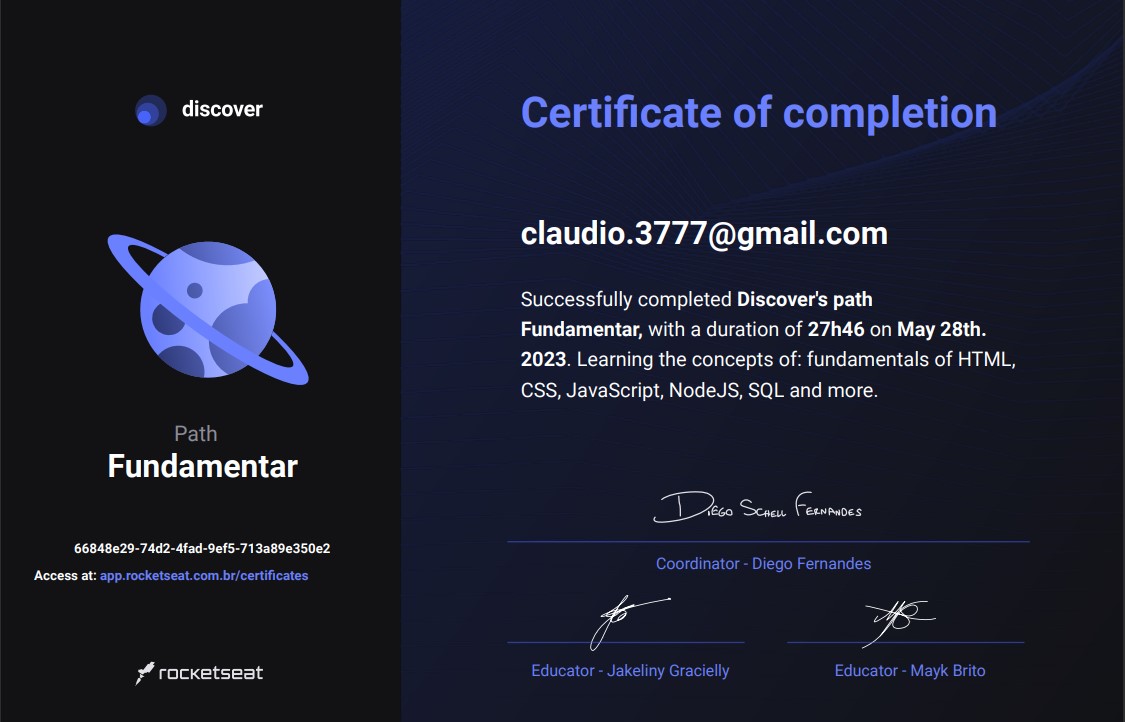 discover
Path
Fundamentar
66848e29-74d2-4fad-9ef5-713a89e350e2
Access at: app.rocketseat.com.br/certificates
rocketseat
Certificate of completion
claudio.3777@gmail.com
Successfully completed Discover's path
Fundamentar, with a duration of 27h46 on May 28th.
2023. Learning the concepts of: fundamentals of HTML,
CSS, JavaScript, NodeJS, SQL and more.
Diego Schell Fernandes
Coordinator - Diego Fernandes
Educator - Jakeliny Gracielly
Educator - Mayk Brito